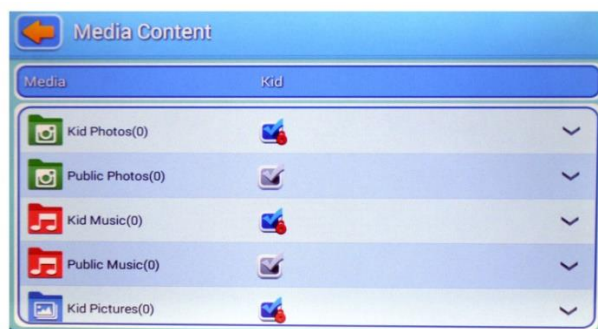 Media Content
Media Kid
Kid Photos(0)
Public Photos(0)
Kid Music(0)
Public Music(0)
Kid Pictures(0)